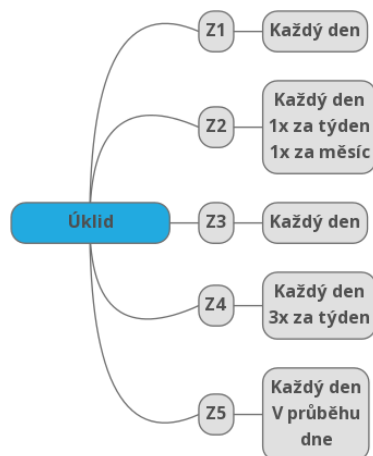 Úklid
Z1
Každý den
Z2
Každý den
1x za týden
1x za měsíc
Z3
Každý den
Z4
Každý den
3x za týden
Z5
Každý den
V průběhu
dne